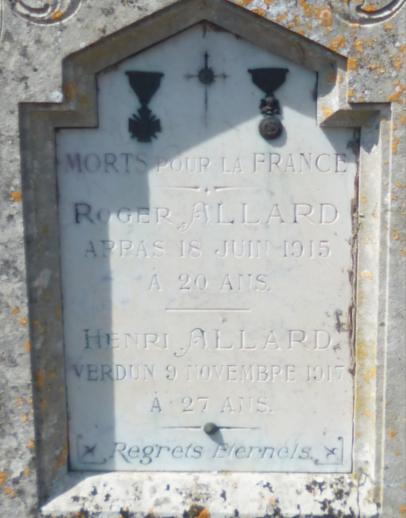 MORTS POUR LA FRANCE
ROGER ALLARD
ARRAS 18 JUIN 1915
À 20 ANS.
HENRI ALLARD
VERDUN 9 NOVEMBRE 1917
À 27 ANS.
Regrets Eternels